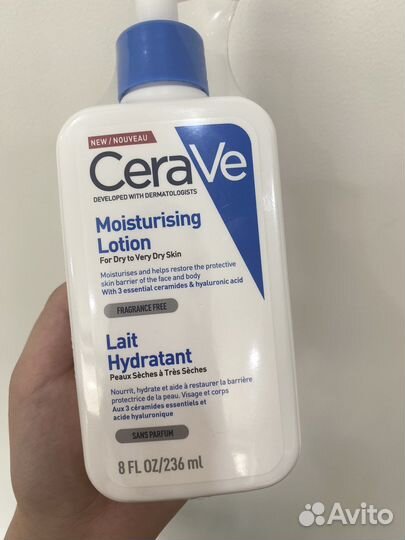 NEW / NOUVEAU
CeraVe
DEVELOPED WITH DERMATOLOGISTS
Moisturising
Lotion
For Dry to Very Dry Skin
Moisturises and helps restore the protective
skin barrier of the face and body
With 3 essential ceramides & hyaluronic acid
FRAGRANCE FREE
Lait
Hydratant
Peaux Sèches à Très Sèches
Nourrit, hydrate et aide à restaurer la barrière
protectrice de la peau. Visage et corps
Aux 3 céramides essentiels et
acide hyaluronique
SANS PARFUM
8 FL OZ/236 ml
Avito